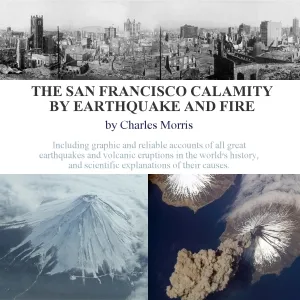 THE SAN FRANCISCO CALAMITY
BY EARTHQUAKE AND FIRE
by Charles Morris
Including graphic and reliable accounts of all great
earthquakes and volcanic eruptions in the world's history,
and scientific explanations of their causes.